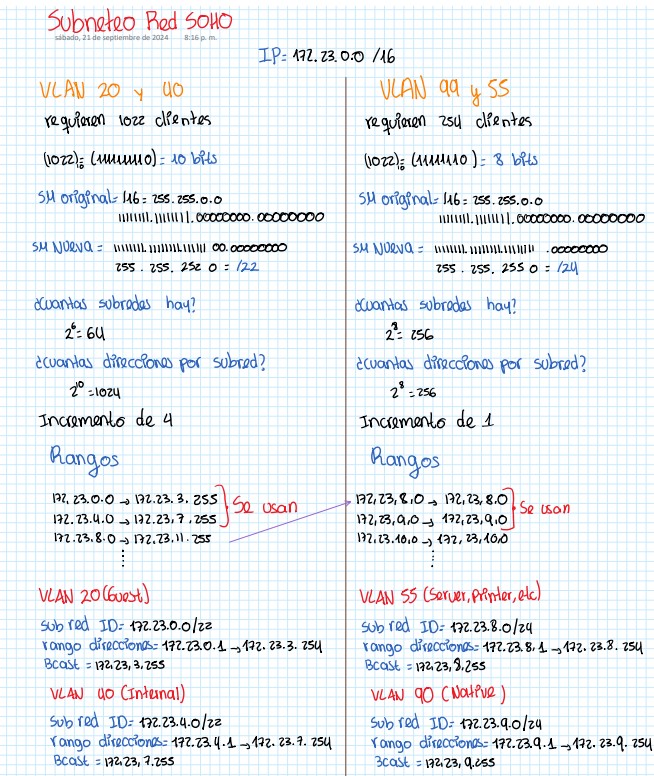 Subneteo Red SOHO
sábado, 21 de septiembre de 2024 8:16 p. m.
IP= 172.23.0.0 /16
VLAN 20 y 40
requieren 1022 clientes
(1022)= (1111111110) = 10 bits
SM original= /16 = 255.255.0.0
11111111.11111111.00000000.00000000
SM Nueva = 11111111.11111111.111111 00.00000000
255 . 255 . 252 0 = /22
¿Cuantas subredes hay?
2^6 = 64
¿Cuantas direcciones por subred?
2^10 = 1024
Incremento de 4
Rangos
172, 23.0.0 → 172.23. 3. 255
172.23.4.0 → 172.23, 7 . 255
Se usan
172.23.8.0 → 172.23, 11. 255
VLAN 20 (Guest)
Sub red ID= 172.23.0.0/22
rango direcciones= 172.23.0.1 → 172. 23. 3. 254
Bcast = 172,23, 3.255
VLAN 40 (Internal)
Sub red ID= 172.23.4.0/22
rango direcciones= 172.23.4.1 → 172. 23. 7. 254
Bcast = 172,23, 7.255
VLAN 99 y 55
requieren 254 clientes
(1022)= (11111110) = 8 bits
SM original= /16 = 255.255.0.0
11111111.11111111.00000000.00000000
SM Nueva = 11111111.11111111.11111111 .00000000
255 . 255. 255 0 = /24
¿Cuantas subredes hay?
2^8 = 256
¿Cuantas direcciones por subred?
2^8 = 256
Incremento de 1
Rangos
172,23,8,0 → 172,23,8.0
172,23,9,0 → 172,23,9.0
Se usan
172,23.10,0 → 172, 23,10.0
VLAN 55 (Server, Printer, etc)
Sub red ID= 172.23.8.0/24
rango direcciones= 172.23.8.1 → 172. 23.8. 254
Bcast = 172,23, 8.255
VLAN 90 (Native)
Sub red ID= 172.23.9.0/24
rango direcciones= 172.23.9.1 → 172. 23.9. 254
Bcast = 172,23, 9.255